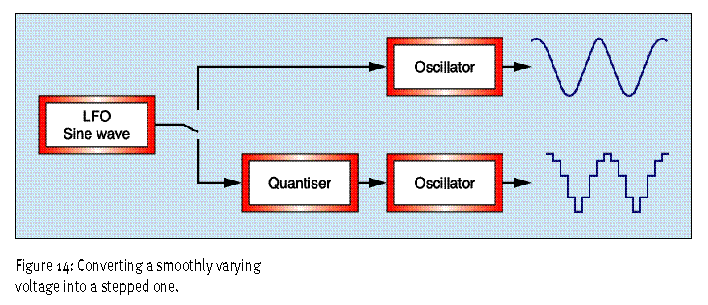 Oscillator
LFO
Sine wave
Quantiser
Oscillator
Figure 14: Converting a smoothly varying
voltage into a stepped one.